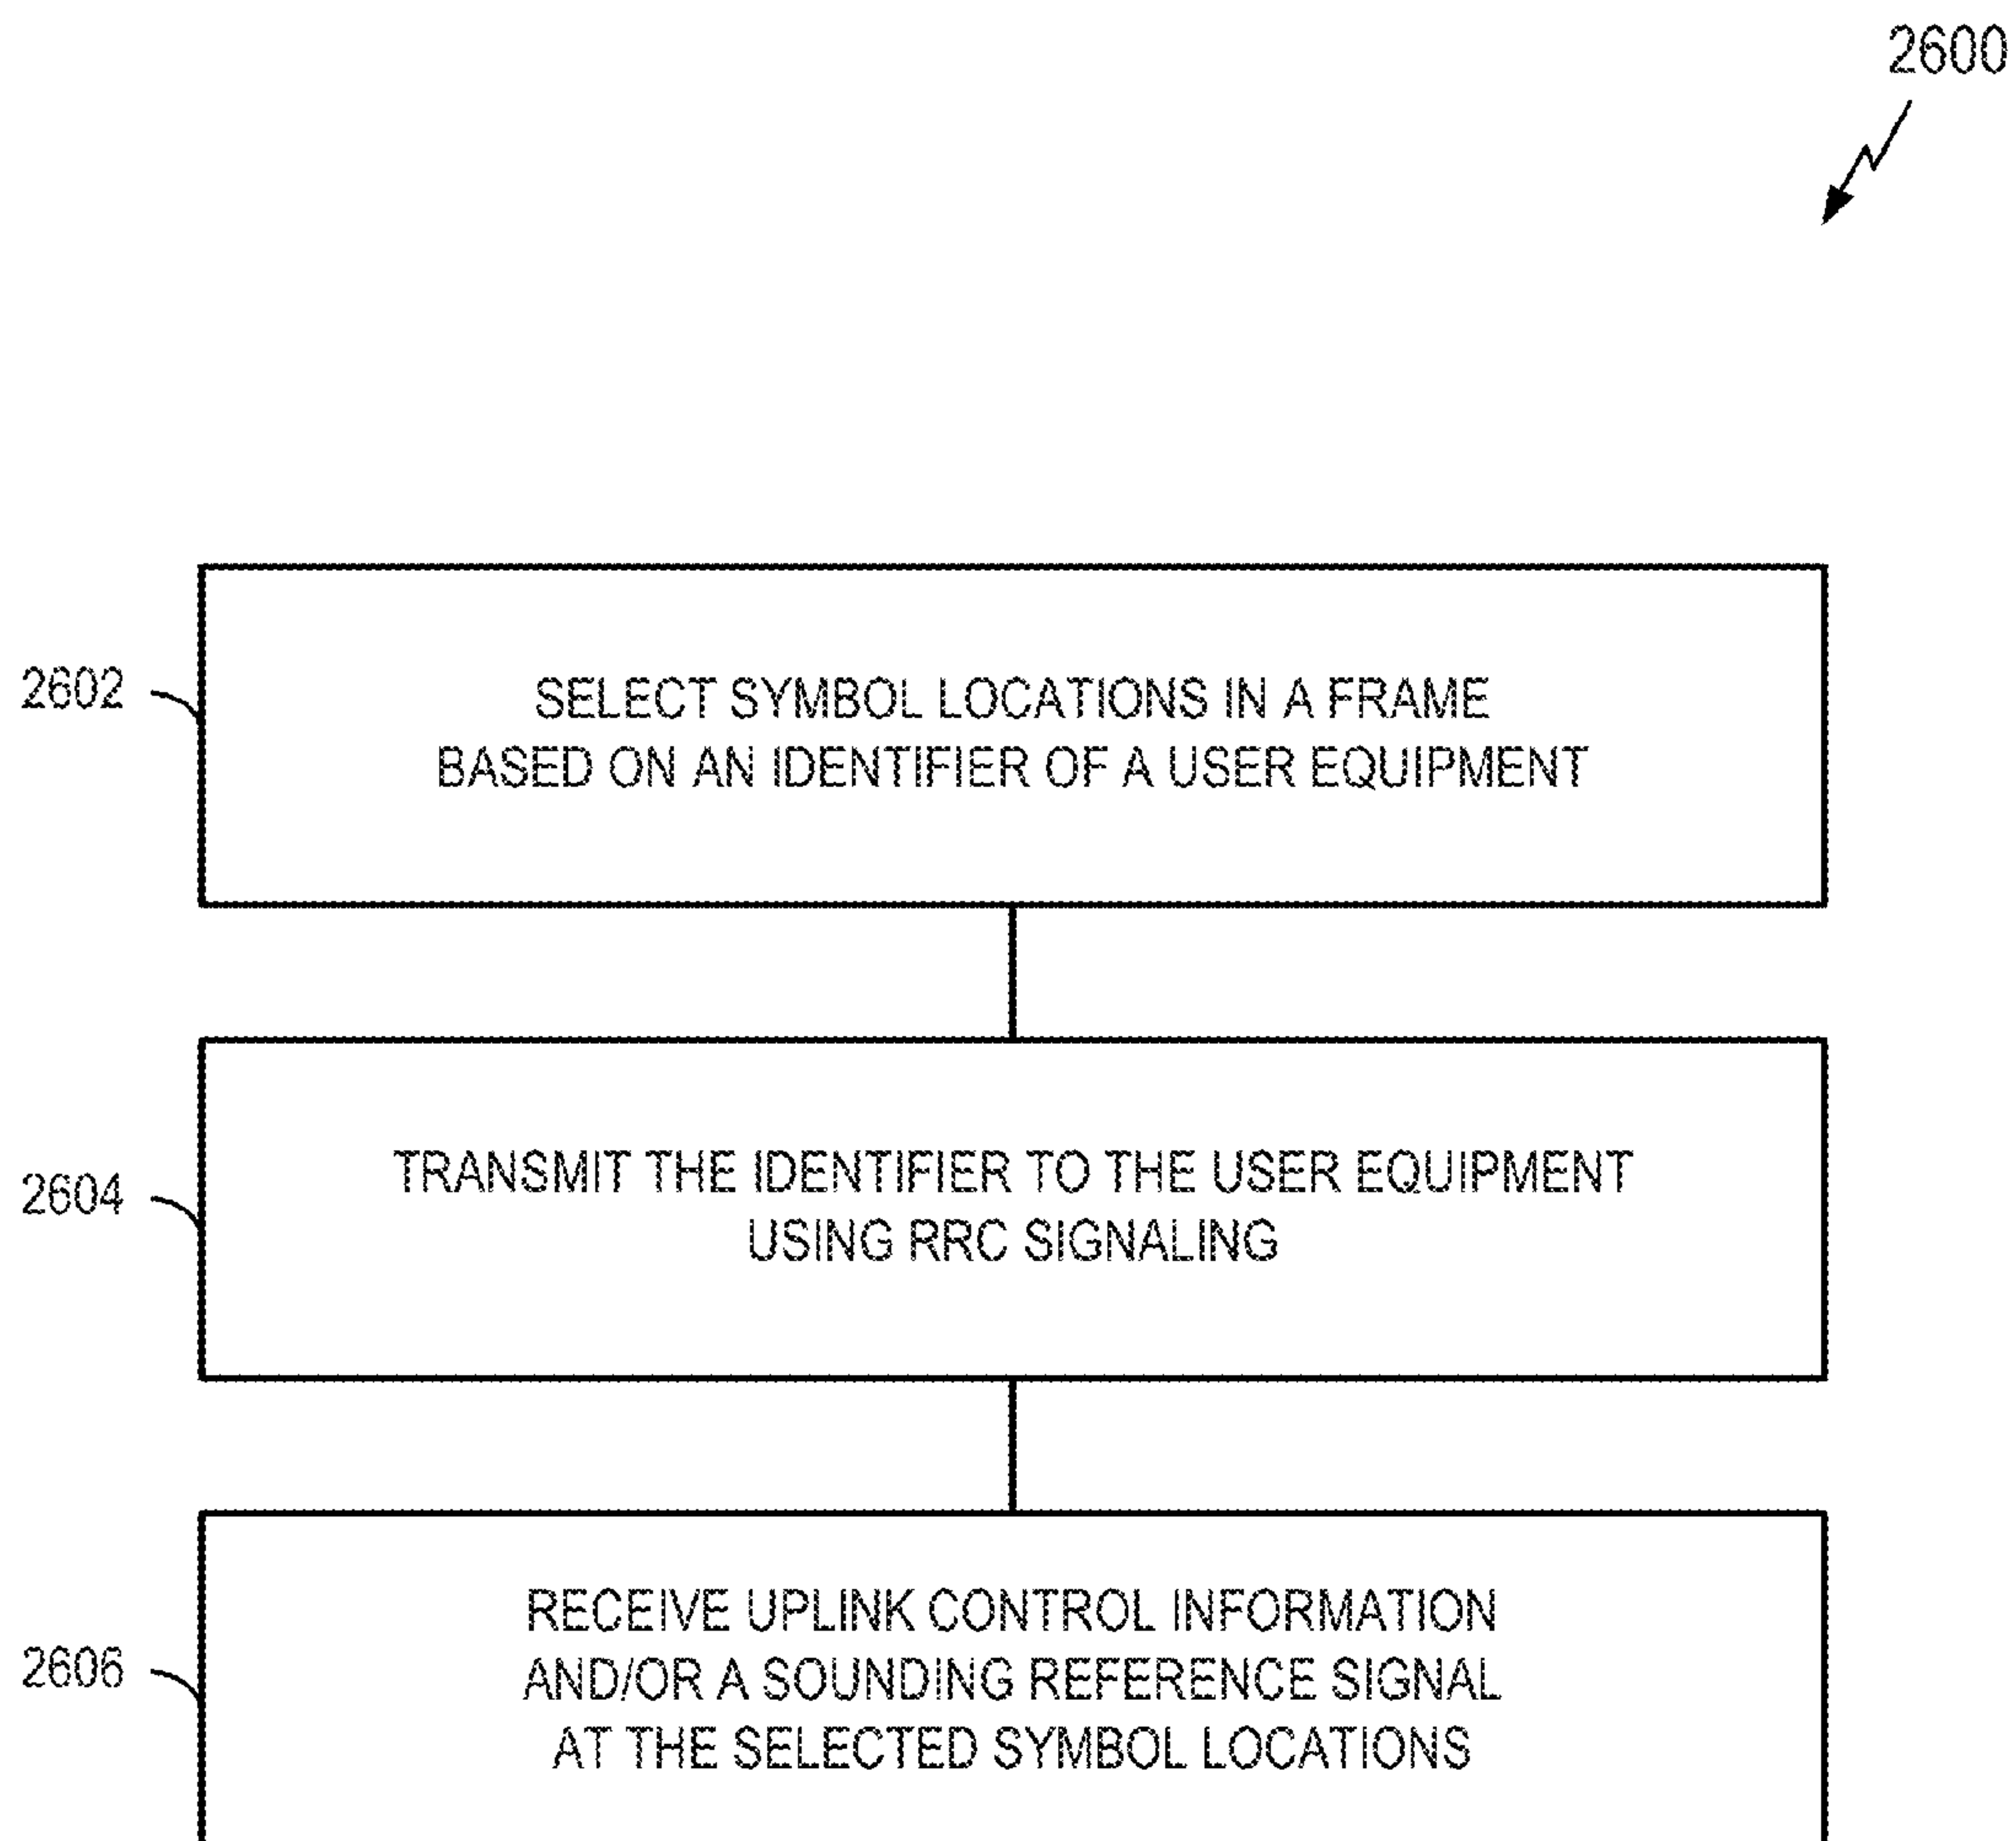 2600
2602
SELECT SYMBOL LOCATIONS IN A FRAME
BASED ON AN IDENTIFIER OF A USER EQUIPMENT
2604
TRANSMIT THE IDENTIFIER TO THE USER EQUIPMENT
USING RRC SIGNALING
2606
RECEIVE UPLINK CONTROL INFORMATION
AND/OR A SOUNDING REFERENCE SIGNAL
AT THE SELECTED SYMBOL LOCATIONS